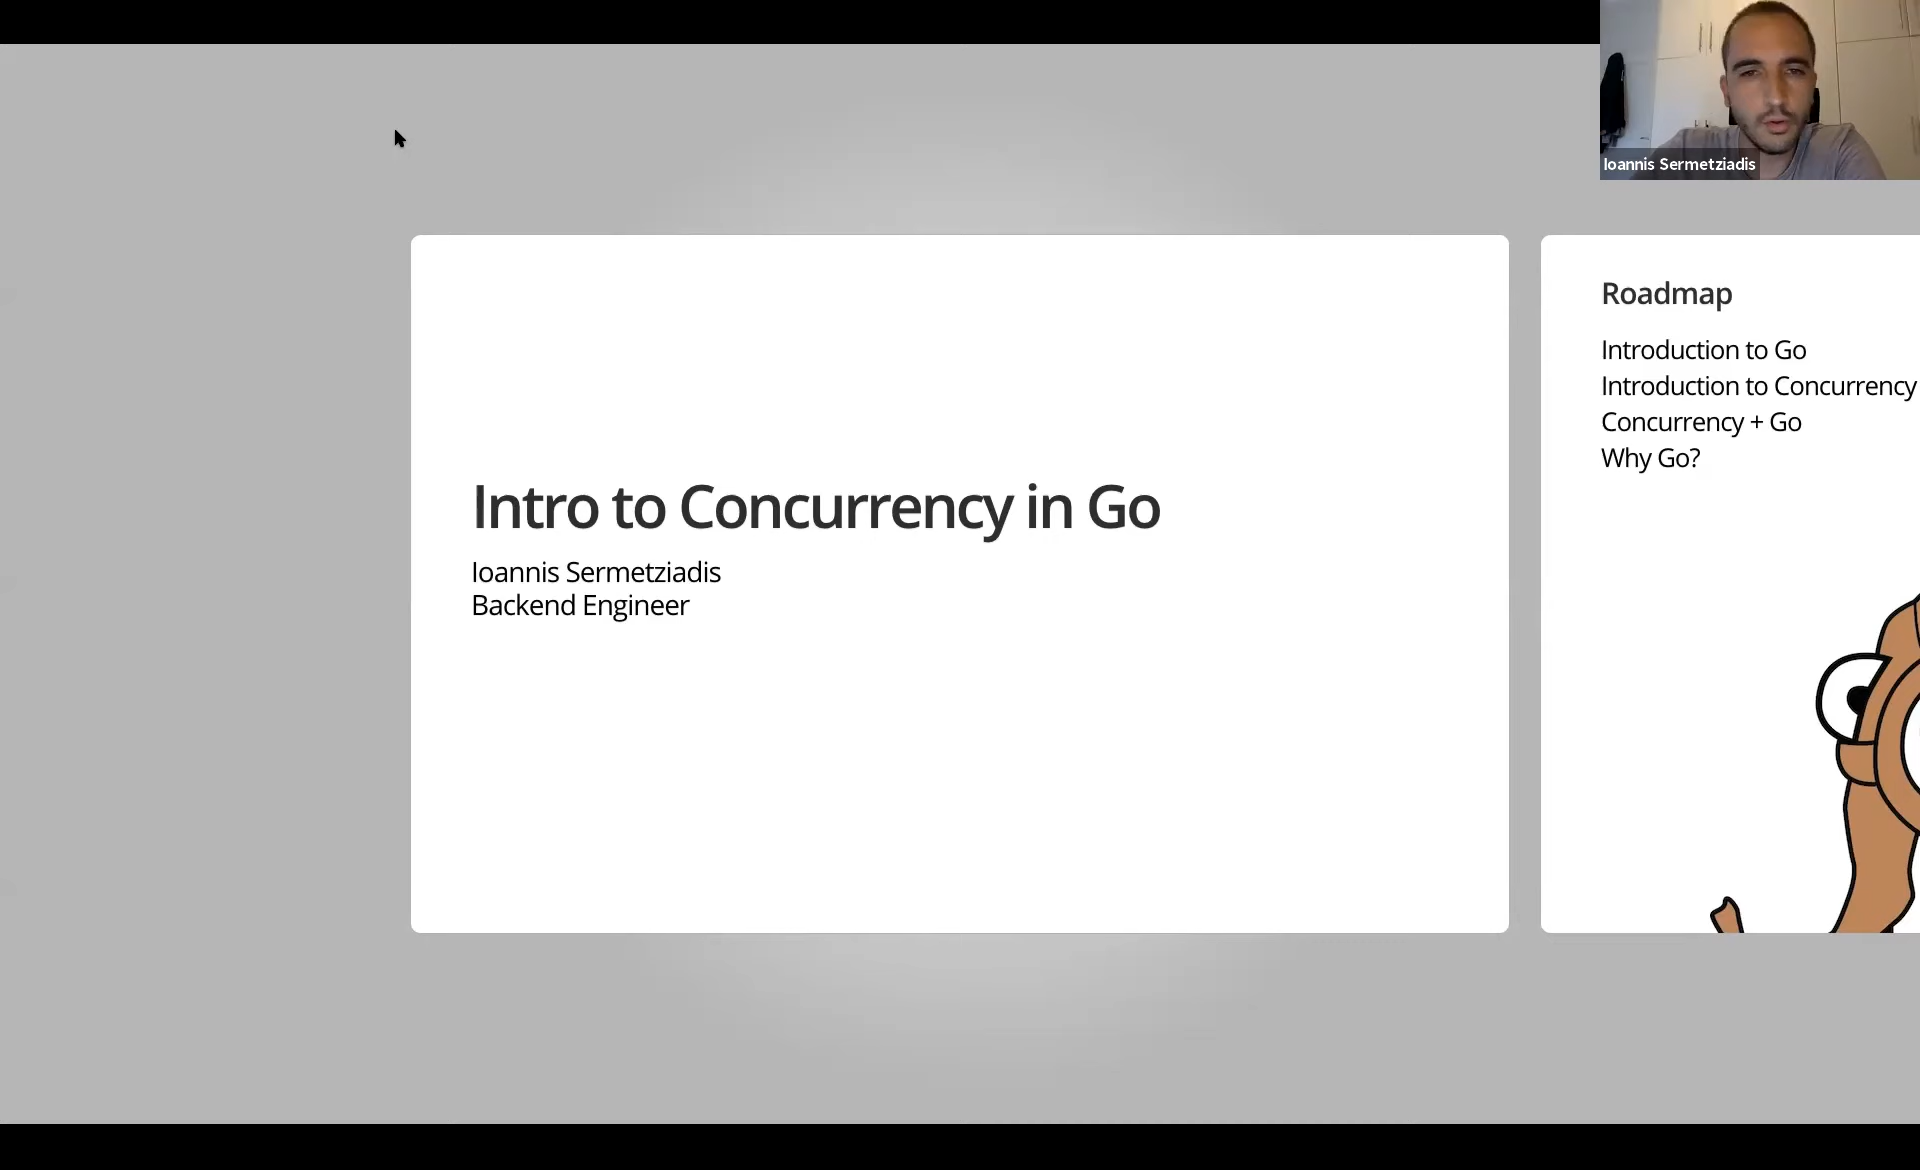 Ioannis Sermetziadis
Intro to Concurrency in Go
Ioannis Sermetziadis
Backend Engineer
Roadmap
Introduction to Go
Introduction to Concurrency
Concurrency + Go
Why Go?